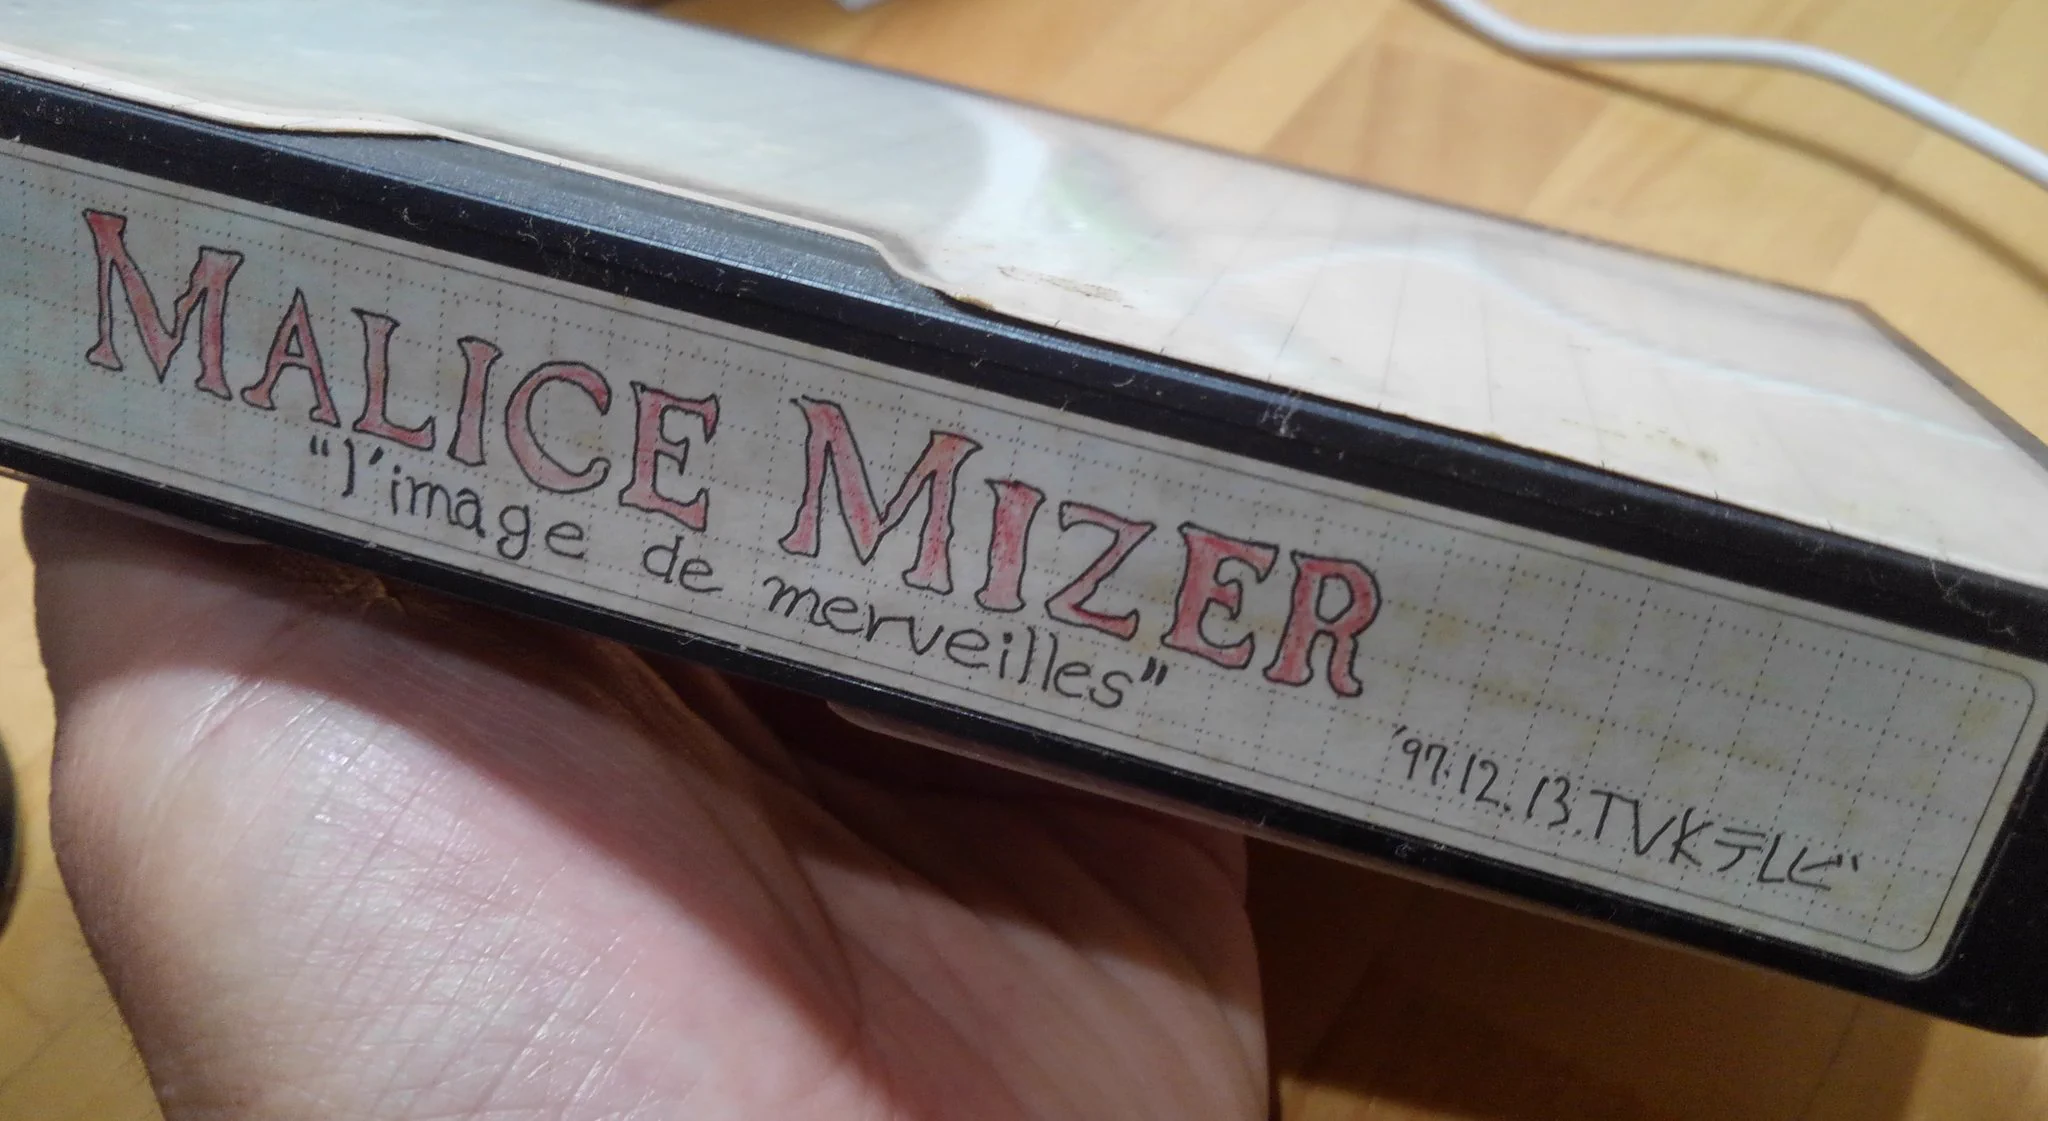 MALICE MIZER
"l'image de merveilles"
'97.12.13.TVKテレビ